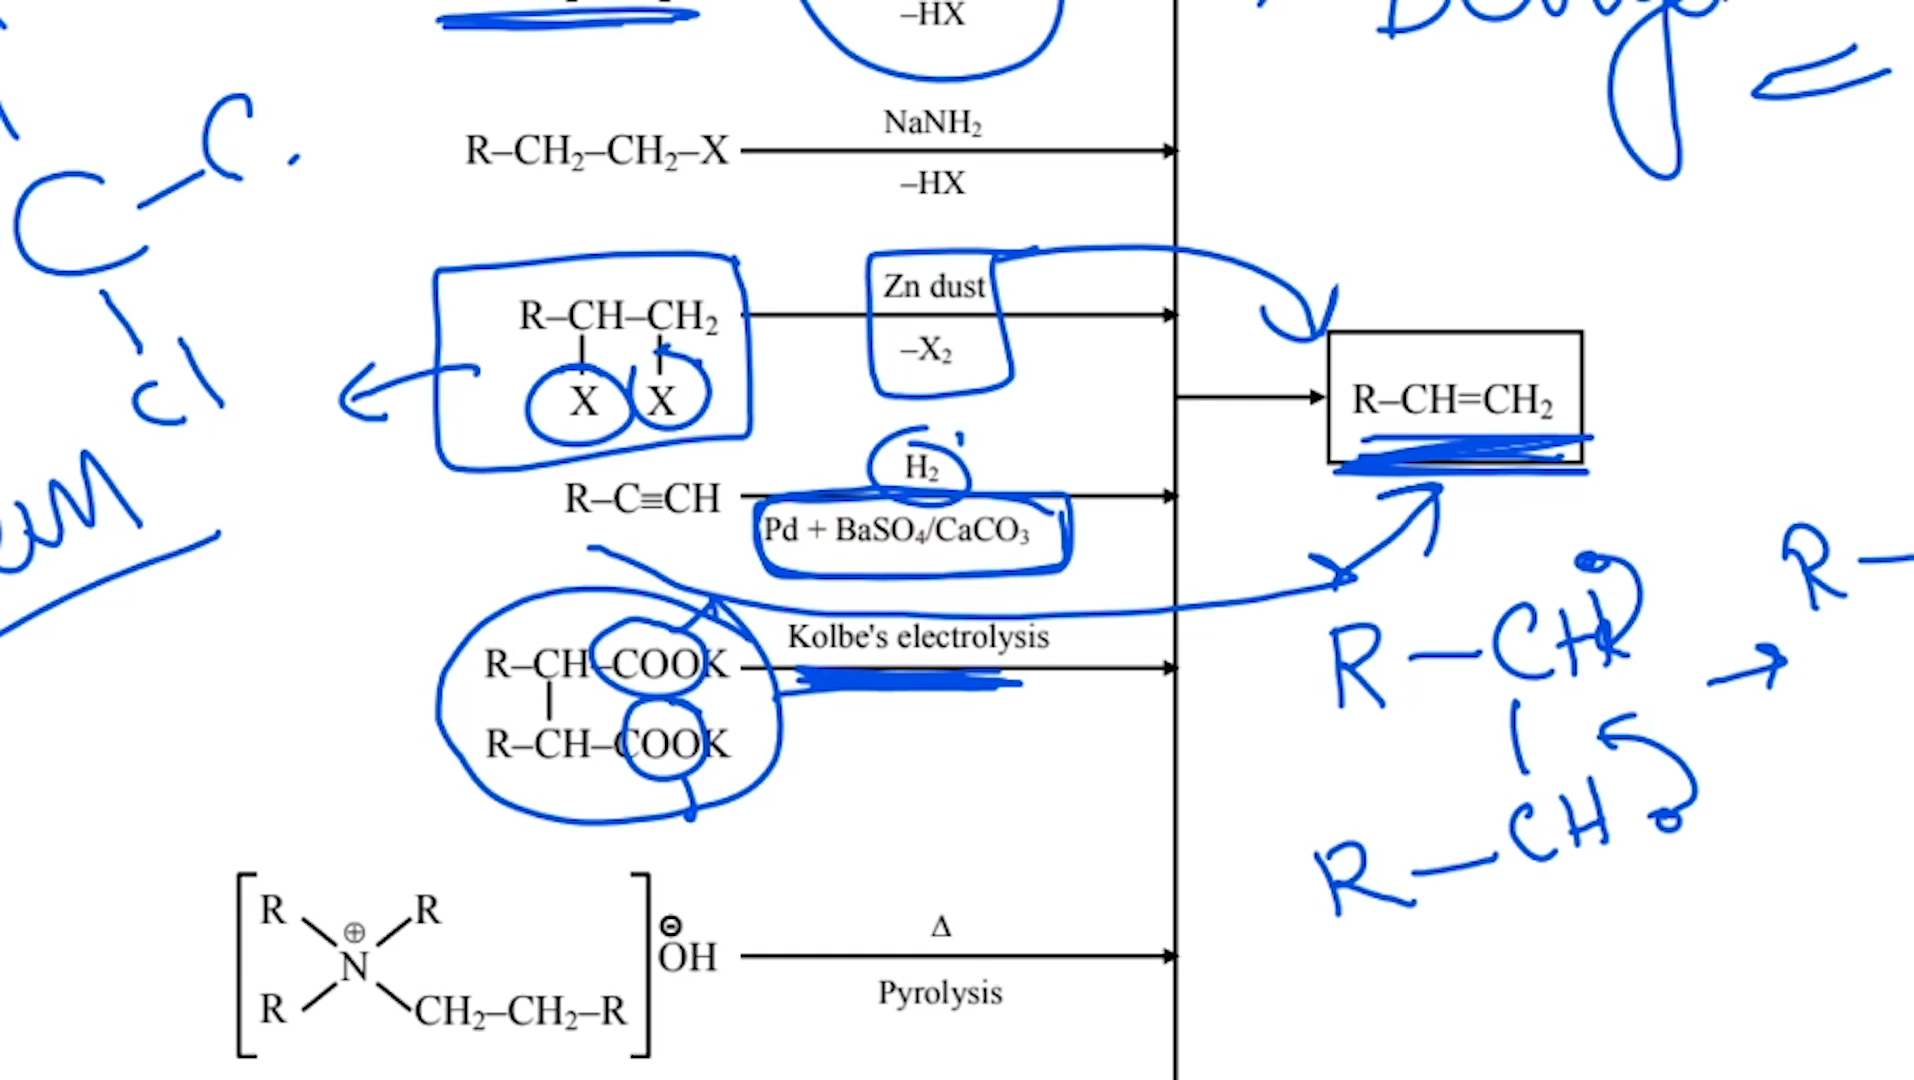 –HX
NaNH₂
R–CH₂–CH₂–X
–HX
C
C.
Cl
Zn dust
R–CH–CH₂
–X₂
X X
R–CH=CH₂
H₂
R–C≡CH
Pd + BaSO₄/CaCO₃
Kolbe's electrolysis
R–CH–COOK
R–CH–COOK
R–CH
R–CH
R–
[R R ⊕ N R CH₂–CH₂–R] ⊖OH
Δ
Pyrolysis